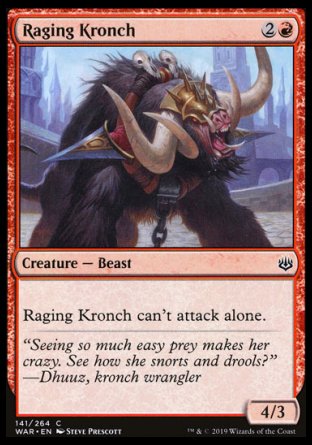 Raging Kronch 2
Creature — Beast
Raging Kronch can't attack alone.
“Seeing so much easy prey makes her
crazy. See how she snorts and drools?”
—Dhuuz, kronch wrangler
4/3
141/264 C
WAR • EN Steve Prescott
™ & © 2019 Wizards of the Coast